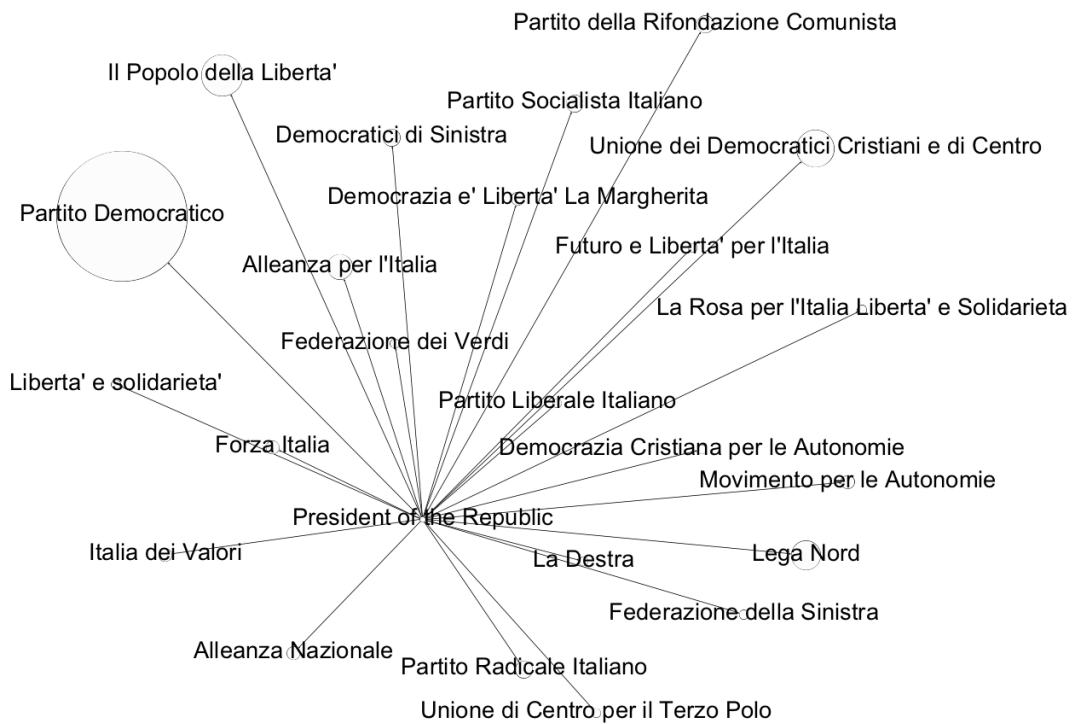 Partito della Rifondazione Comunista
Il Popolo della Liberta'
Partito Socialista Italiano
Democratici di Sinistra
Unione dei Democratici Cristiani e di Centro
Democrazia e' Liberta' La Margherita
Partito Democratico
Futuro e Liberta' per l'Italia
Alleanza per l'Italia
La Rosa per l'Italia Liberta' e Solidarieta
Federazione dei Verdi
Liberta' e solidarieta'
Partito Liberale Italiano
Forza Italia
Democrazia Cristiana per le Autonomie
Movimento per le Autonomie
President of the Republic
Italia dei Valori
Lega Nord
La Destra
Federazione della Sinistra
Alleanza Nazionale
Partito Radicale Italiano
Unione di Centro per il Terzo Polo